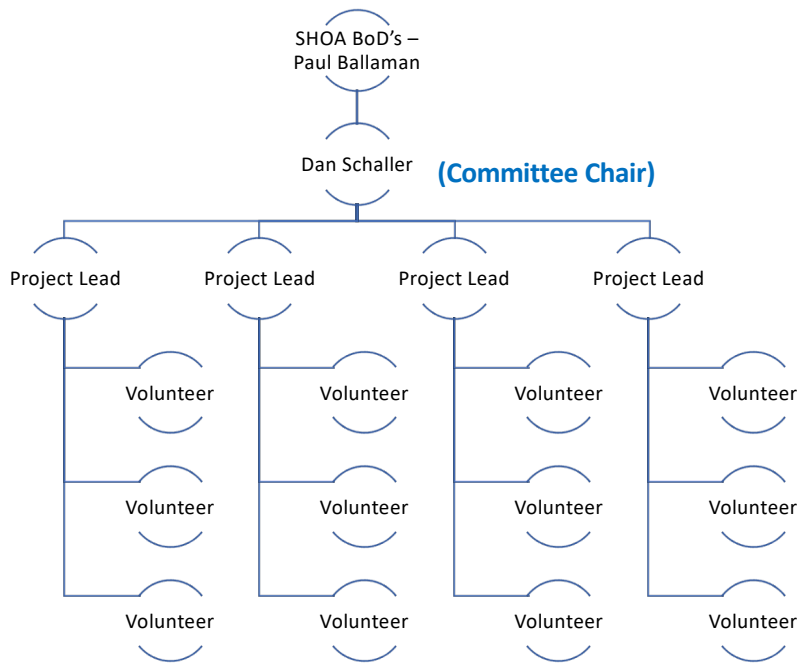 SHOA BoD’s –
Paul Ballaman
Dan Schaller
(Committee Chair)
Project Lead
Project Lead
Project Lead
Project Lead
Volunteer
Volunteer
Volunteer
Volunteer
Volunteer
Volunteer
Volunteer
Volunteer
Volunteer
Volunteer
Volunteer
Volunteer